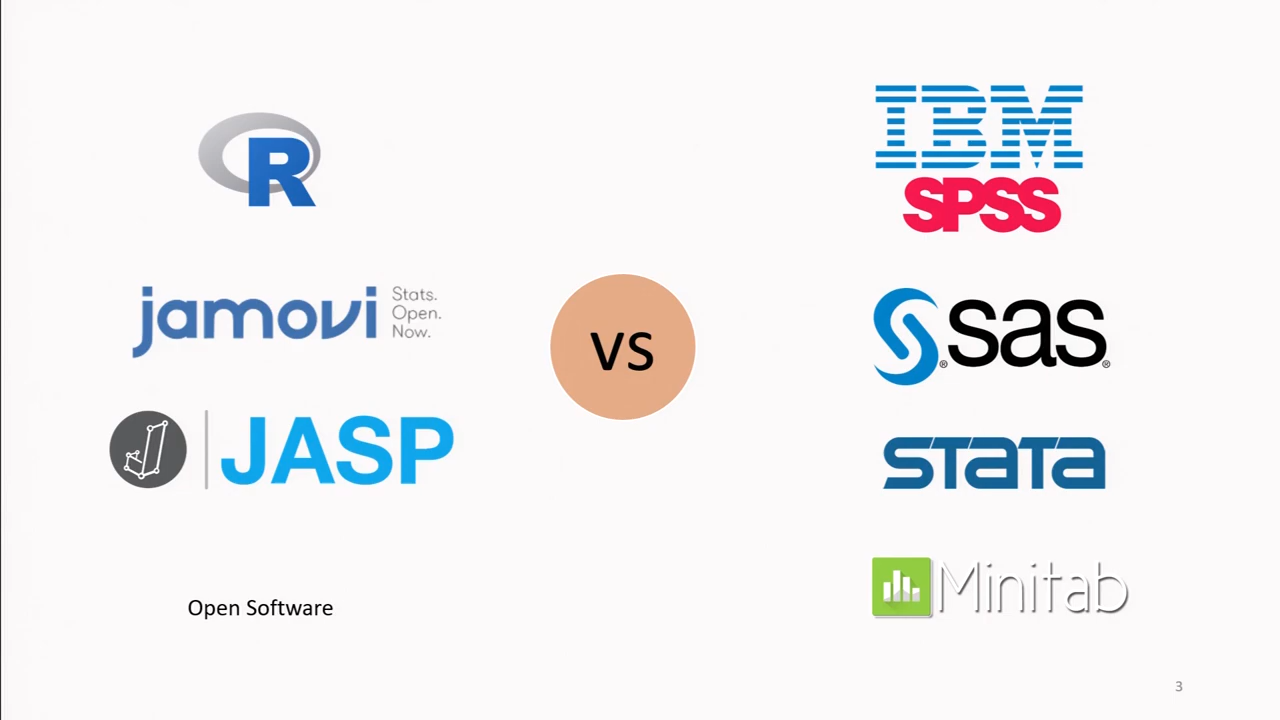 R
jamovi
Stats.
Open.
Now.
JASP
Open Software
VS
IBM
SPSS
sas
STATA
Minitab
3